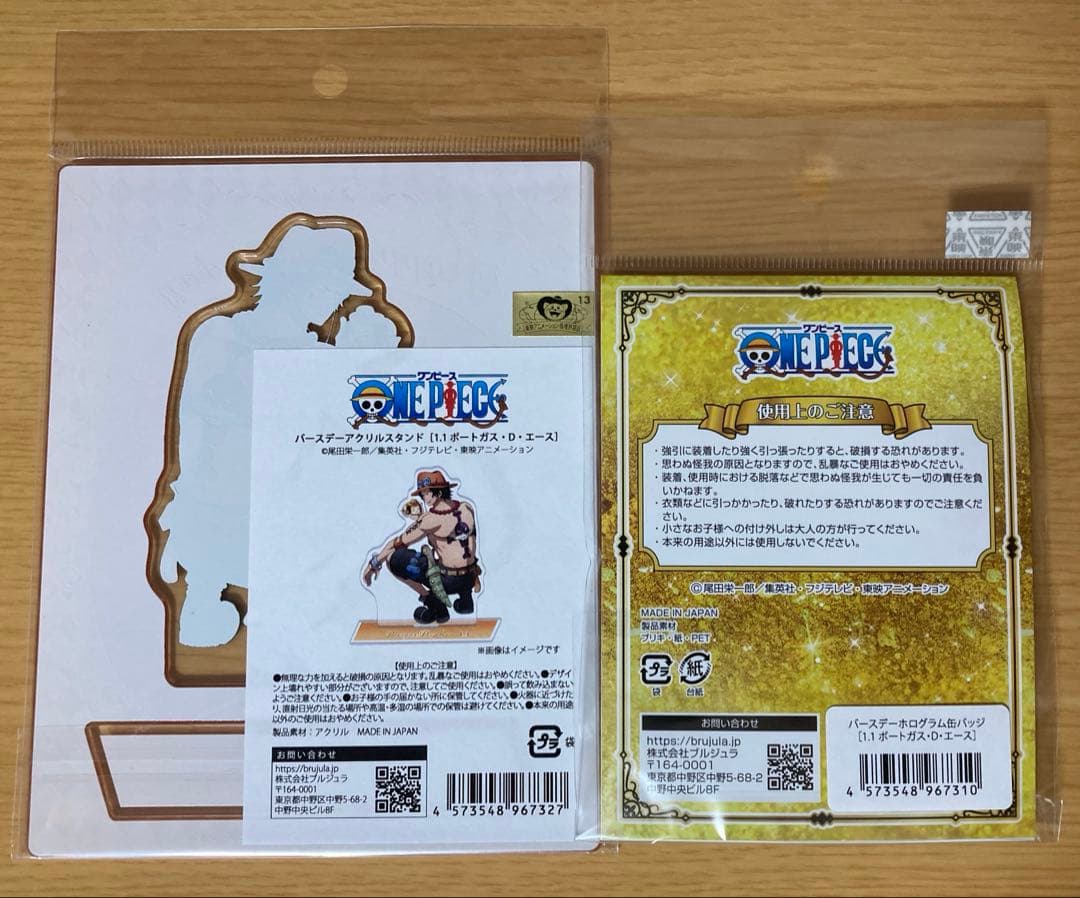 13
ワンピース
ONE PIECE
バースデーアクリルスタンド [1.1 ポートガス・D・エース]
©尾田栄一郎／集英社・フジテレビ・東映アニメーション
※画像はイメージです
【使用上のご注意】
●無理な力を加えると破損の原因となります。乱暴なご使用はおやめください。●デザイ
ン上壊れやすい部分がございますので、注意してご使用ください。●誤って飲み込まない
ようご注意ください。●お子様の手の届かない所に保管してください。●火器に近づけた
り、直射日光の当たる場所や高温・多湿の場所での保管は避けてください。●本来の用途
以外のご使用はおやめください。
製品素材：アクリル MADE IN JAPAN
プラ
袋
お問い合わせ
https://brujula.jp
株式会社ブルジュラ
〒164-0001
東京都中野区中野5-68-2
中野中央ビル8F
4 573548 967327
東映
ワンピース
ONE PIECE
使用上のご注意
・強引に装着したり強く引っ張ったりすると、破損する恐れがあります。
・思わぬ怪我の原因となりますので、乱暴なご使用はおやめください。
・装着、使用時における脱落などで思わぬ怪我が生じても一切の責任を負
いかねます。
・衣類などに引っかかったり、破れたりする恐れがありますのでご注意くだ
さい。
・小さなお子様への付け外しは大人の方が行ってください。
・本来の用途以外には使用しないでください。
©尾田栄一郎／集英社・フジテレビ・東映アニメーション
MADE IN JAPAN
製品素材
ブリキ・紙・PET
プラ
紙
袋
台紙
お問い合わせ
https://brujula.jp
株式会社ブルジュラ
〒164-0001
東京都中野区中野5-68-2
中野中央ビル8F
バースデーホログラム缶バッジ
[1.1 ポートガス・D・エース]
4 573548 967310